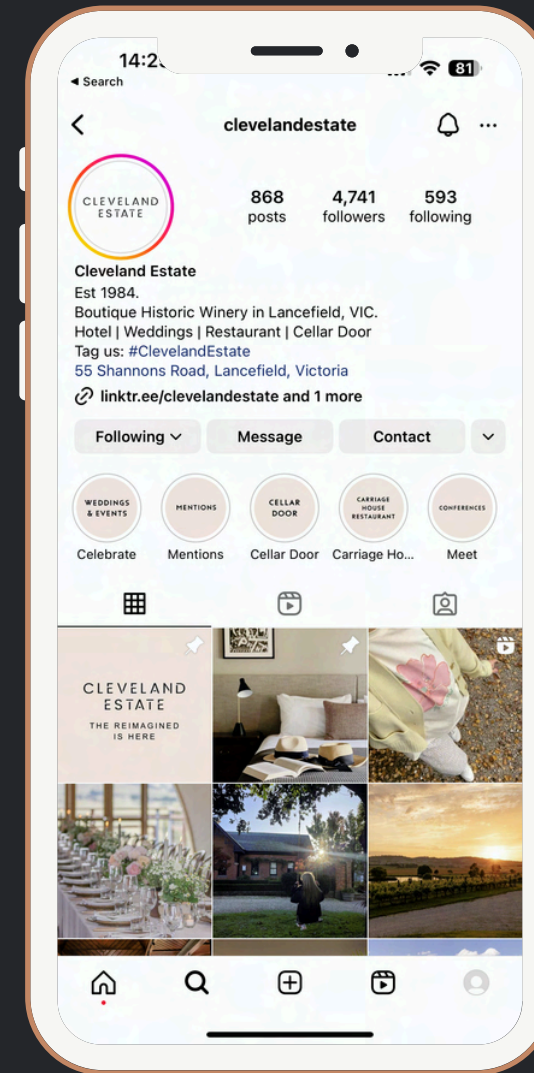 81
Search
clevelandestate
CLEVELAND
ESTATE
868
posts
4,741
followers
593
following
Cleveland Estate
Est 1984.
Boutique Historic Winery in Lancefield, VIC.
Hotel | Weddings | Restaurant | Cellar Door
Tag us: #ClevelandEstate
55 Shannons Road, Lancefield, Victoria
linktr.ee/clevelandestate and 1 more
Following
Message
Contact
WEDDINGS
& EVENTS
MENTIONS
CELLAR
DOOR
CARRIAGE
HOUSE
RESTAURANT
CONFERENCES
Celebrate
Mentions
Cellar Door
Carriage Ho...
Meet
CLEVELAND
ESTATE
THE REIMAGINED
IS HERE